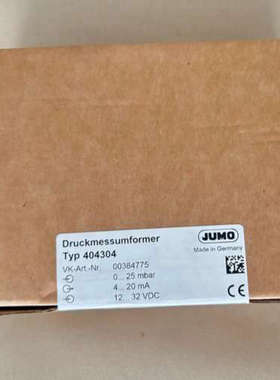 Druckmessumformer
Typ 404304
JUMO
Made in Germany
VK-Art.-Nr. 00384775
0... 25 mbar
4... 20 mA
12... 32 VDC
CE